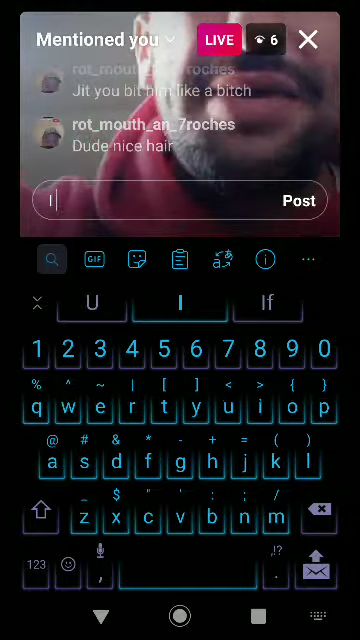 Mentioned you
LIVE
6
rot_mouth_an_7roches
Jit you bit him like a bitch
rot_mouth_an_7roches
Dude nice hair
I
Post
GIF
U I If
1 2 3 4 5 6 7 8 9 0
% ^ ~ | [ ] < > { }
q w e r t y u i o p
@ # & * - + = ( )
a s d f g h j k l
_ $ " ' : ; /
z x c v b n m
,!?
123 , .